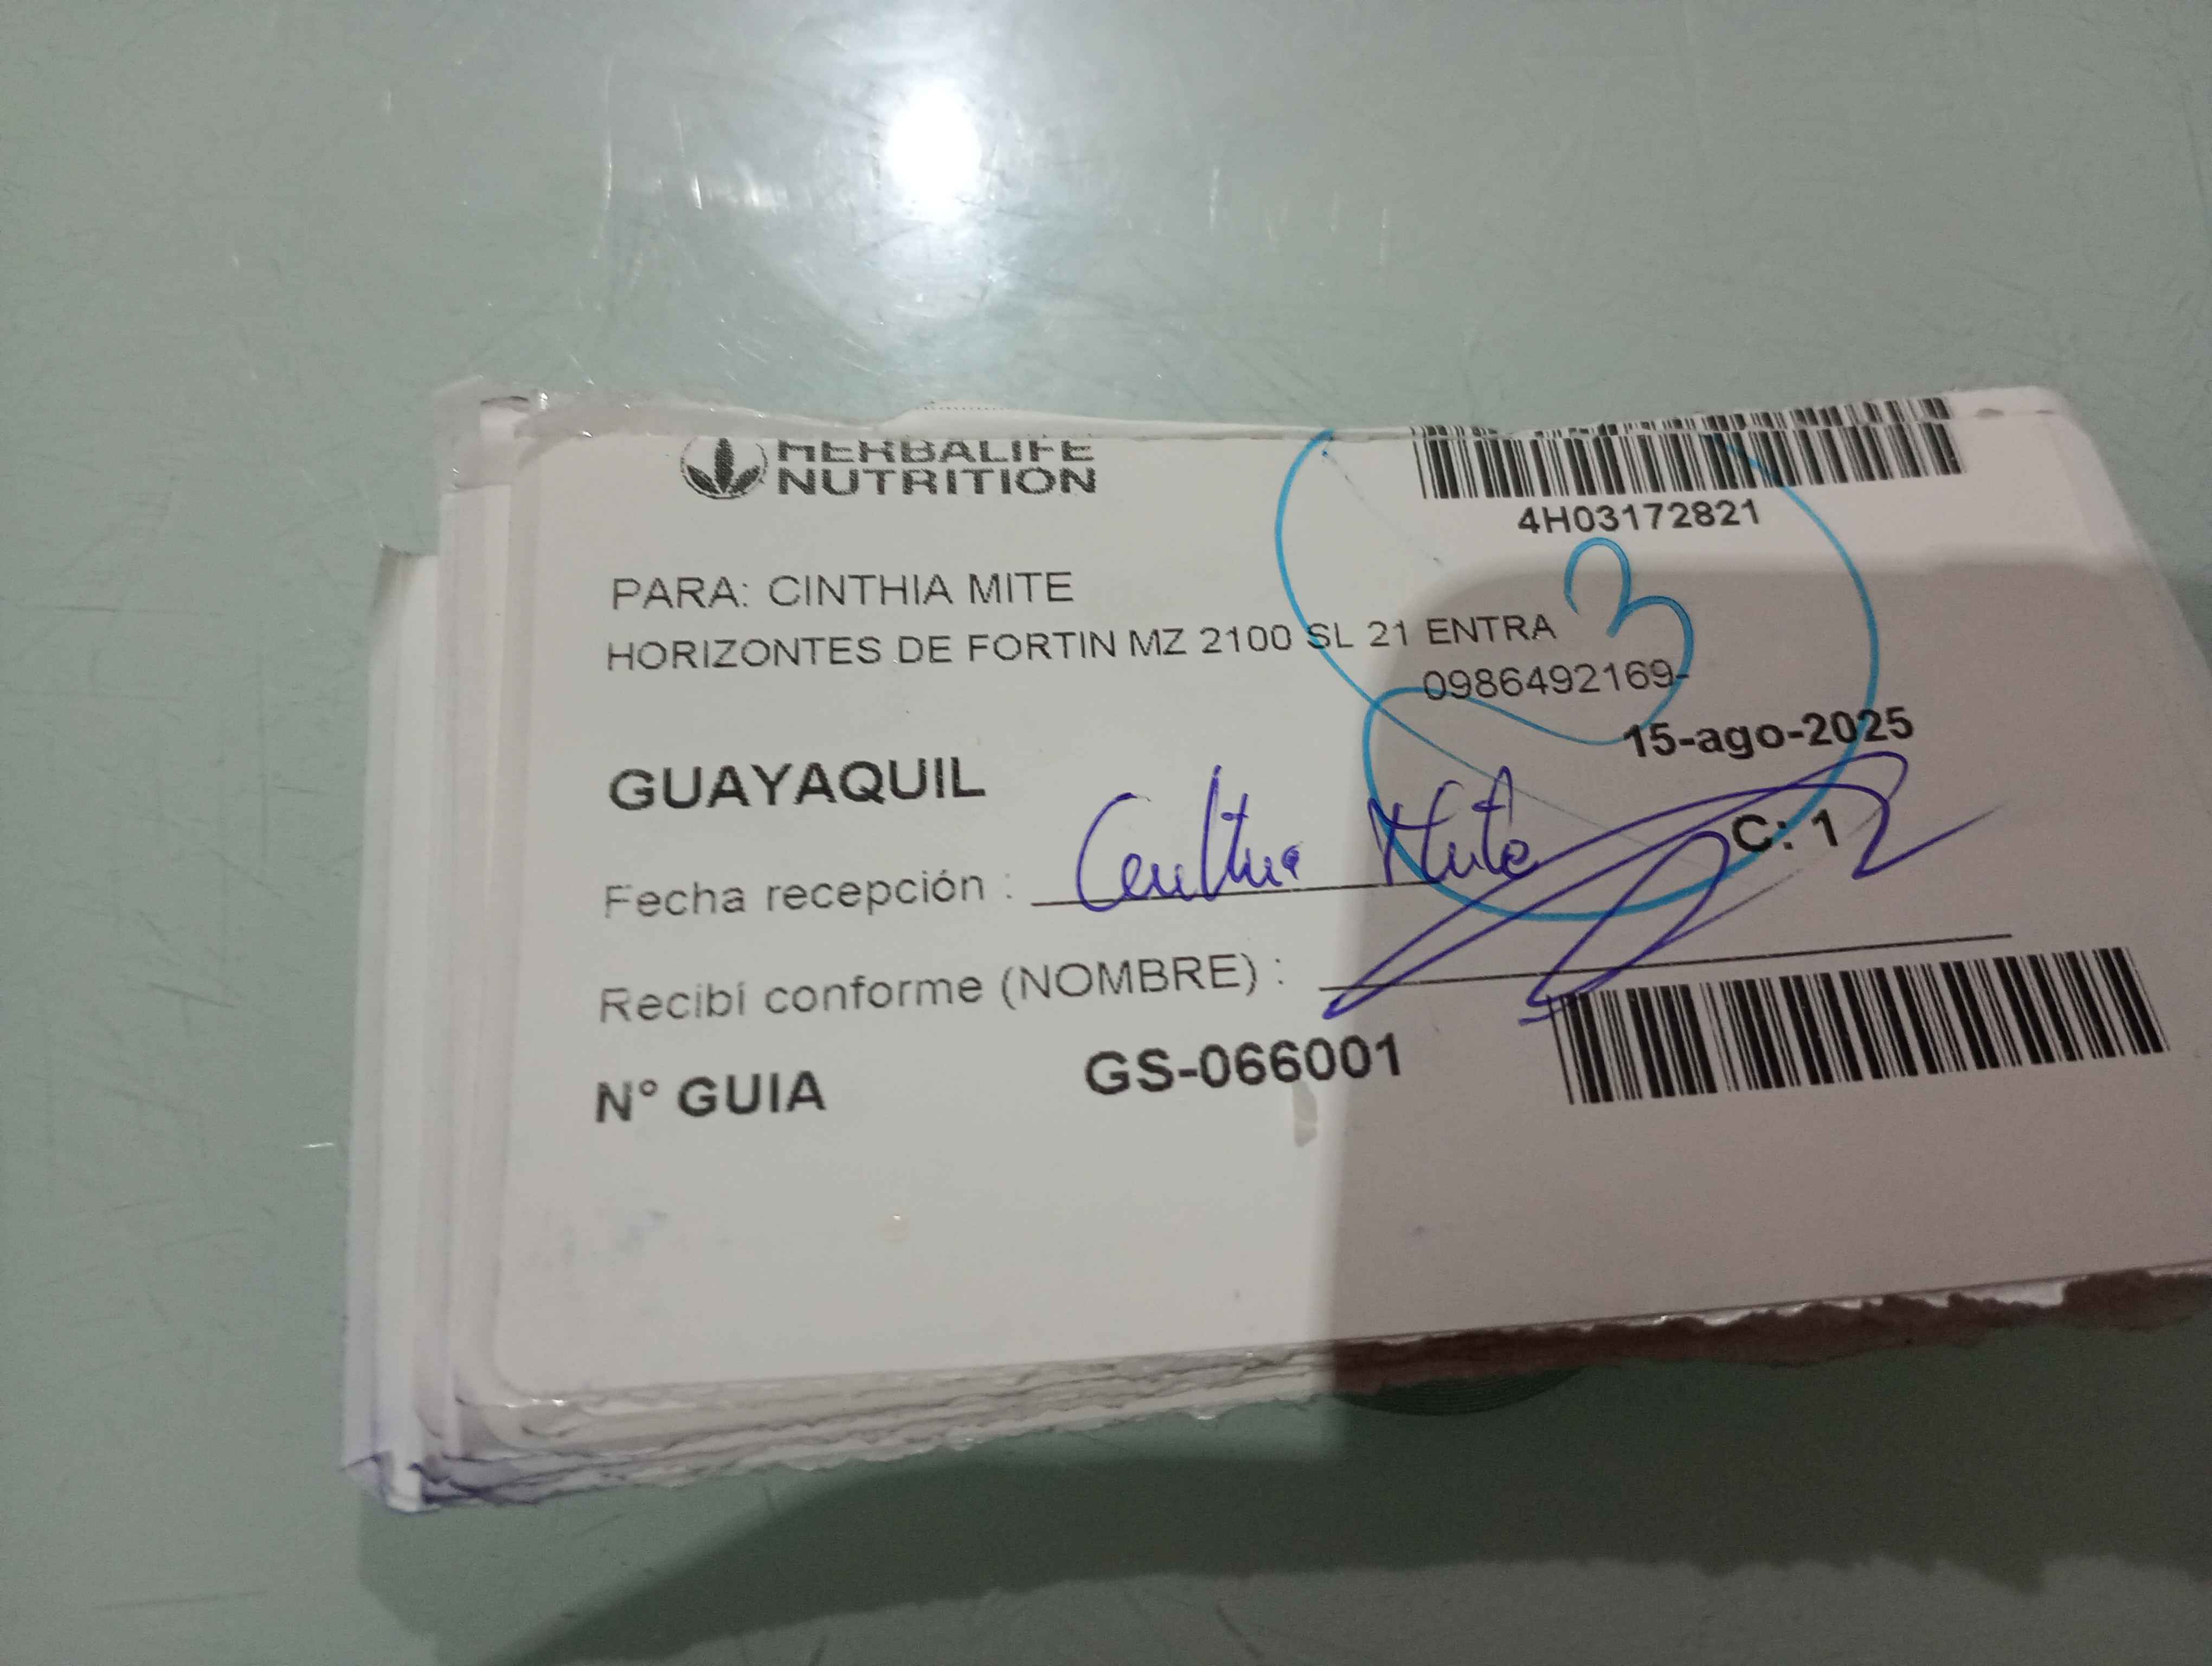 HERBALIFE
NUTRITION
4H03172821
PARA: CINTHIA MITE
HORIZONTES DE FORTIN MZ 2100 SL 21 ENTRA
0986492169-
3
15-ago-2025
GUAYAQUIL
C: 1
Fecha recepción : Cinthia Mite
Recibí conforme (NOMBRE) :
N° GUIA GS-066001